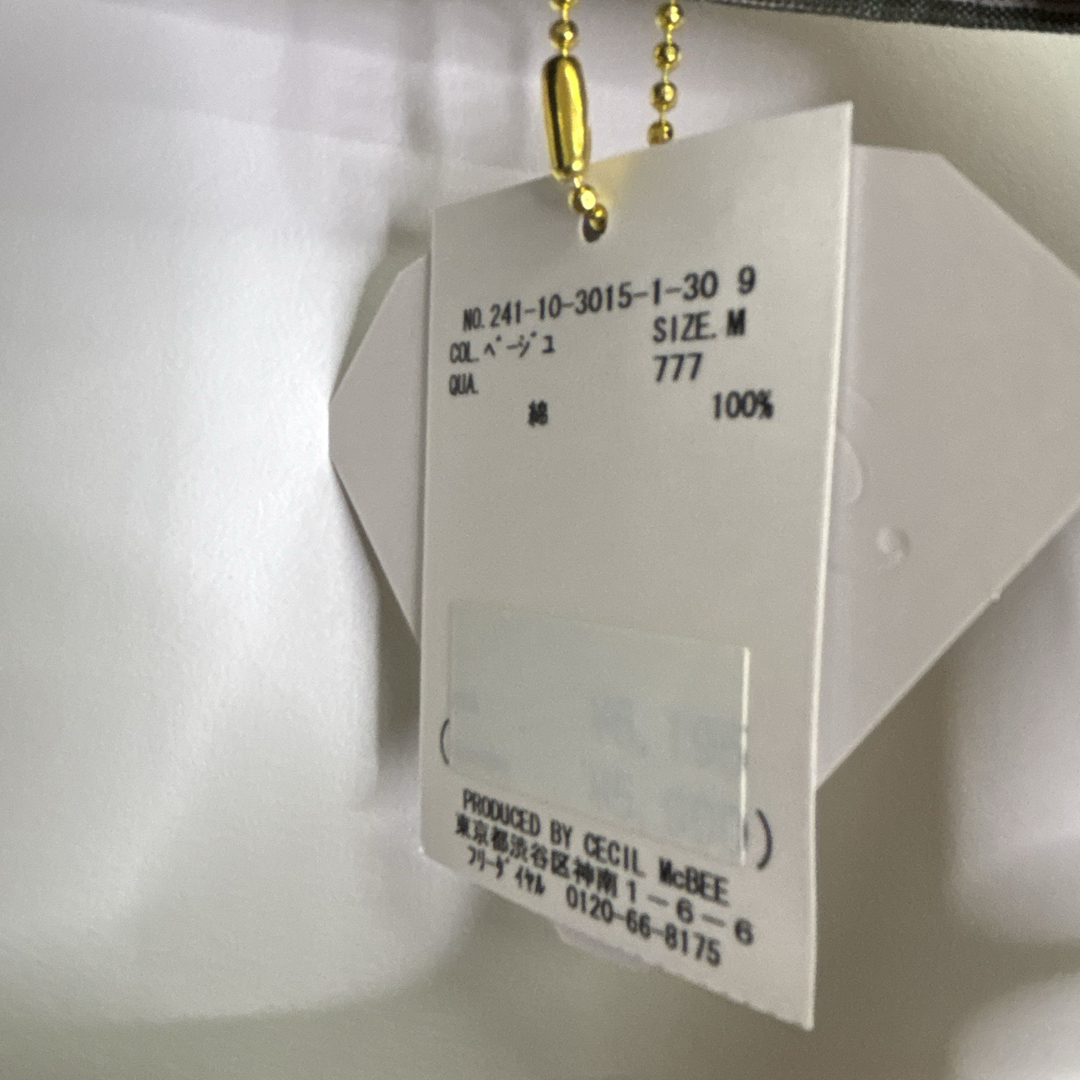 NO.241-10-3015-1-30 9
COL.ベージュ SIZE.M
QUA. 777
綿 100%
( )
PRODUCED BY CECIL McBEE
東京都渋谷区神南1-6-6
フリーダイヤル 0120-66-8175